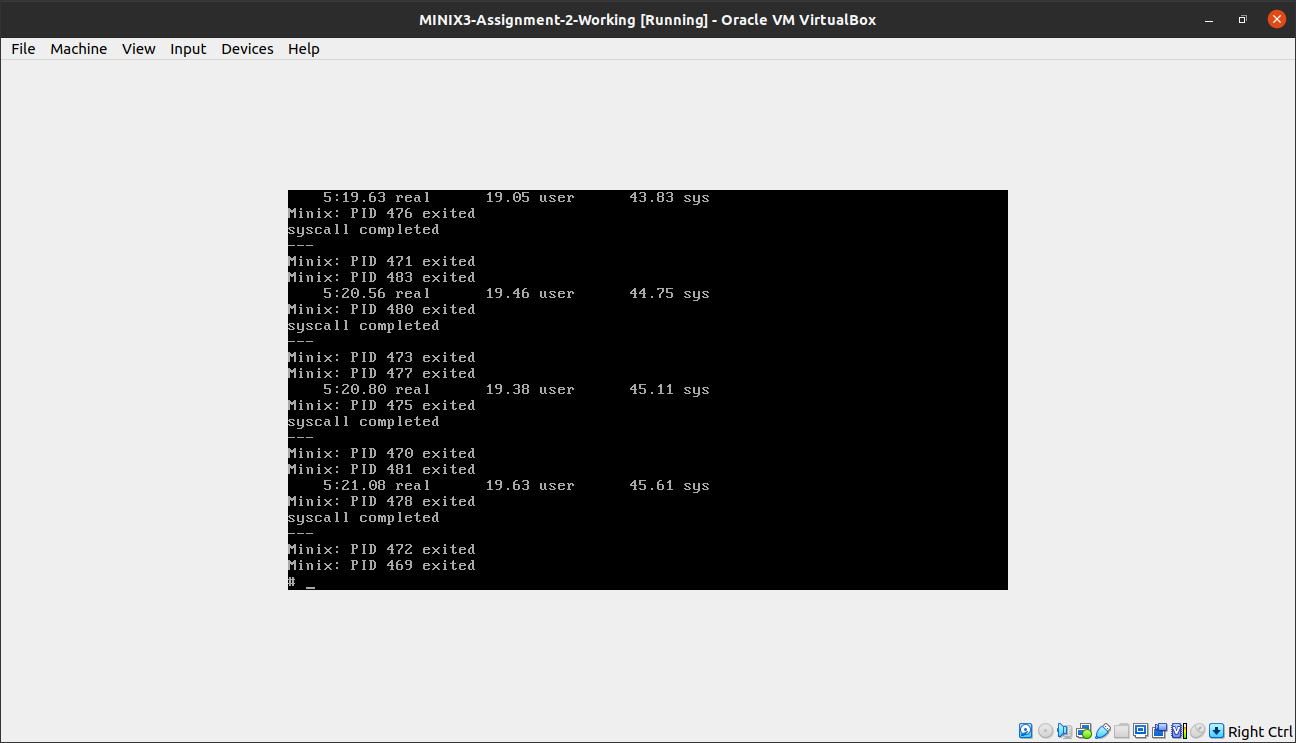 MINIX3-Assignment-2-Working [Running] - Oracle VM VirtualBox
File Machine View Input Devices Help
5:19.63 real 19.05 user 43.83 sys
Minix: PID 476 exited
syscall completed
---
Minix: PID 471 exited
Minix: PID 483 exited
5:20.56 real 19.46 user 44.75 sys
Minix: PID 480 exited
syscall completed
---
Minix: PID 473 exited
Minix: PID 477 exited
5:20.80 real 19.38 user 45.11 sys
Minix: PID 475 exited
syscall completed
---
Minix: PID 470 exited
Minix: PID 481 exited
5:21.08 real 19.63 user 45.61 sys
Minix: PID 478 exited
syscall completed
---
Minix: PID 472 exited
Minix: PID 469 exited
# _
Right Ctrl